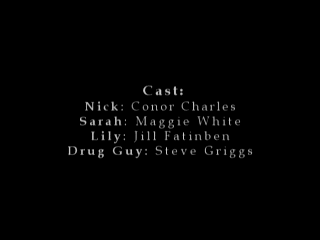 Cast:
Nick: Conor Charles
Sarah: Maggie White
Lily: Jill Fatinben
Drug Guy: Steve Griggs